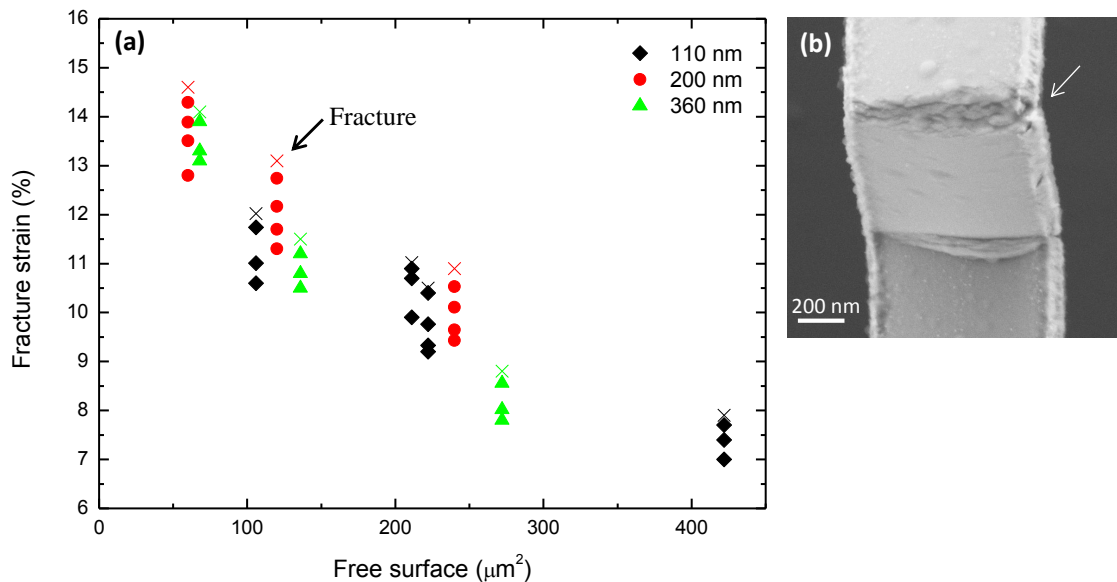 (a)
110 nm
200 nm
360 nm
Fracture
Fracture strain (%)
16
15
14
13
12
11
10
9
8
7
6
0
100
200
300
400
Free surface (μm²)
(b)
200 nm